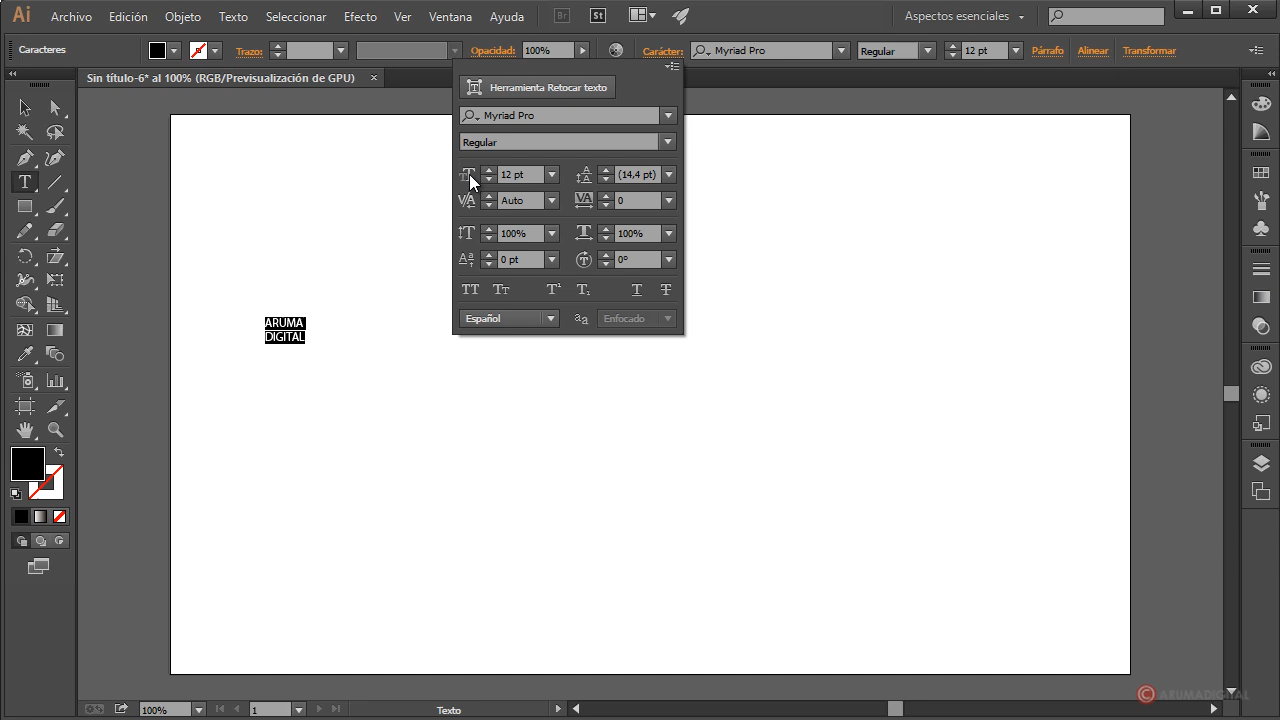 Ai Archivo Edición Objeto Texto Seleccionar Efecto Ver Ventana Ayuda Br St Aspectos esenciales
Caracteres Trazo: Opacidad: 100% Carácter: Myriad Pro Regular 12 pt Párrafo Alinear Transformar
Sin título-6* al 100% (RGB/Previsualización de GPU)
Herramienta Retocar texto
Myriad Pro
Regular
12 pt (14,4 pt)
Auto 0
100% 100%
0 pt 0°
Español Enfocado
ARUMA
DIGITAL
100% 1 Texto
© ARUMADIGITAL